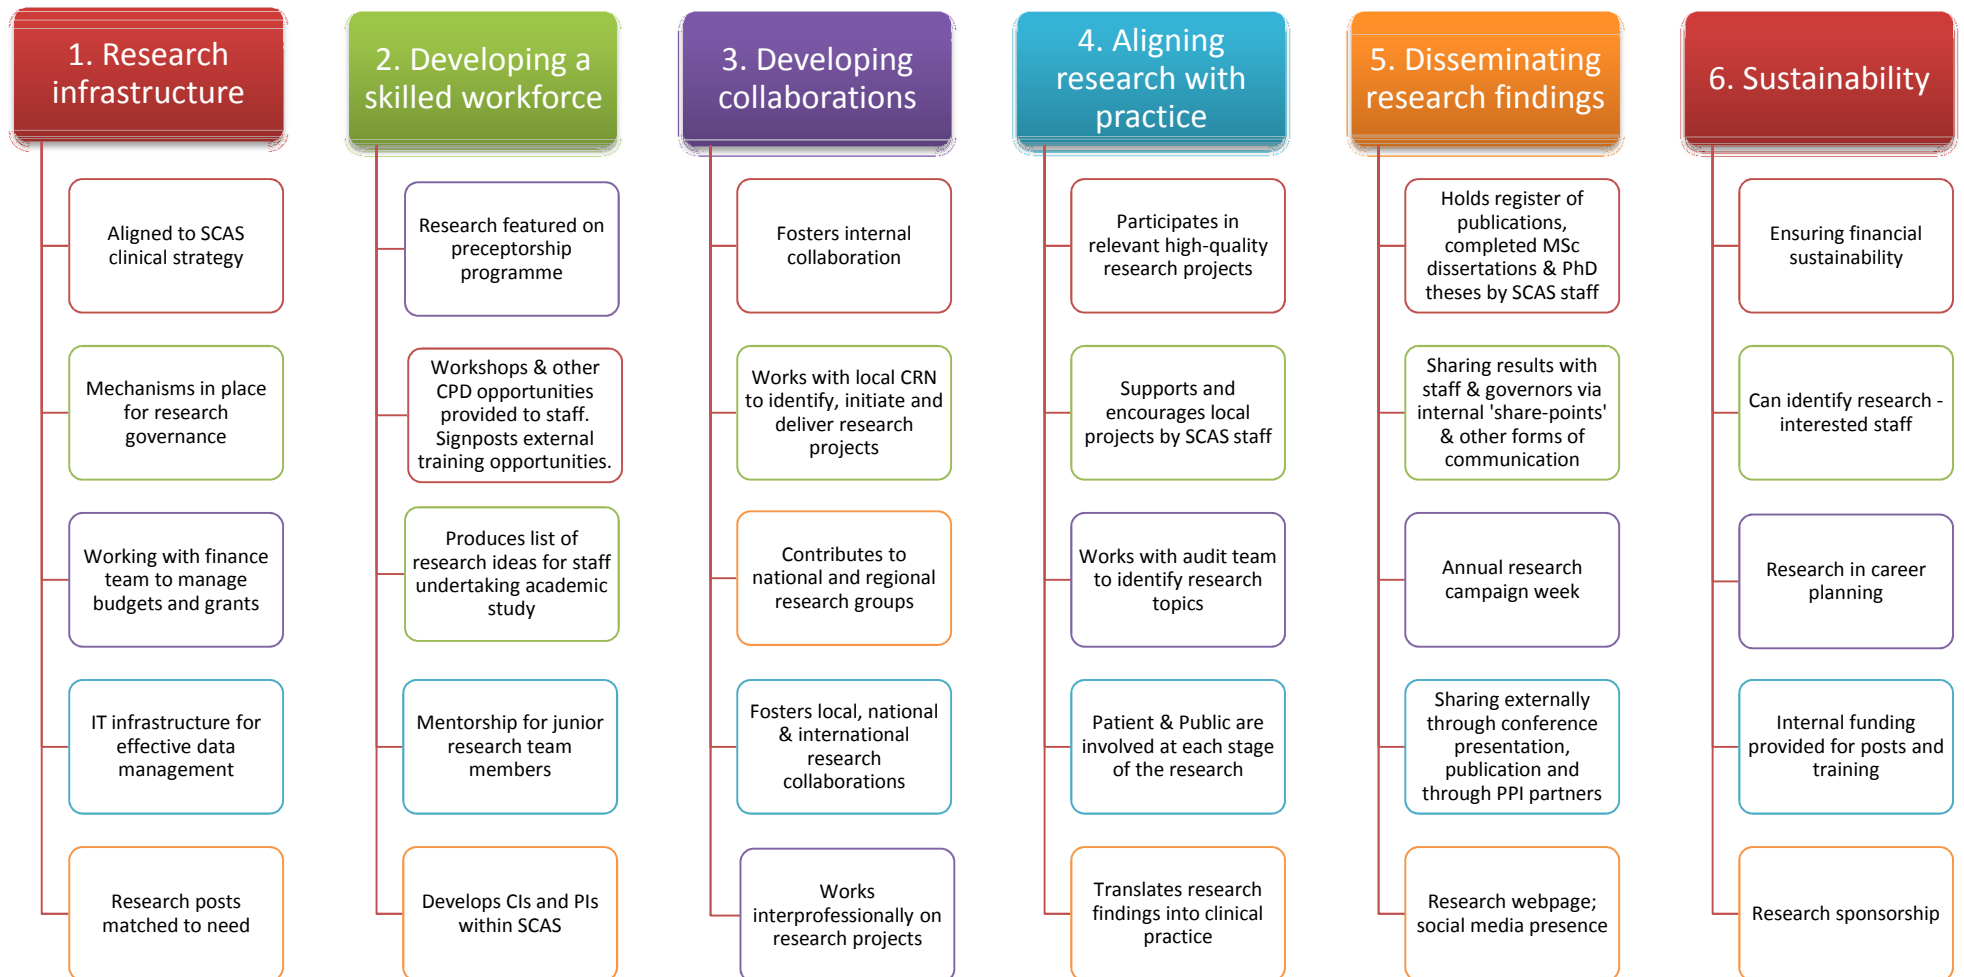 1. Research
infrastructure
Aligned to SCAS
clinical strategy
Mechanisms in place
for research
governance
Working with finance
team to manage
budgets and grants
IT infrastructure for
effective data
management
Research posts
matched to need
2. Developing a
skilled workforce
Research featured on
preceptorship
programme
Workshops & other
CPD opportunities
provided to staff.
Signposts external
training opportunities.
Produces list of
research ideas for staff
undertaking academic
study
Mentorship for junior
research team
members
Develops CIs and PIs
within SCAS
3. Developing
collaborations
Fosters internal
collaboration
Works with local CRN
to identify, initiate and
deliver research
projects
Contributes to
national and regional
research groups
Fosters local, national
& international
research
collaborations
Works
interprofessionally on
research projects
4. Aligning
research with
practice
Participates in
relevant high-quality
research projects
Supports and
encourages local
projects by SCAS staff
Works with audit team
to identify research
topics
Patient & Public are
involved at each stage
of the research
Translates research
findings into clinical
practice
5. Disseminating
research findings
Holds register of
publications,
completed MSc
dissertations & PhD
theses by SCAS staff
Sharing results with
staff & governors via
internal 'share-points'
& other forms of
communication
Annual research
campaign week
Sharing externally
through conference
presentation,
publication and
through PPI partners
Research webpage;
social media presence
6. Sustainability
Ensuring financial
sustainability
Can identify research -
interested staff
Research in career
planning
Internal funding
provided for posts and
training
Research sponsorship